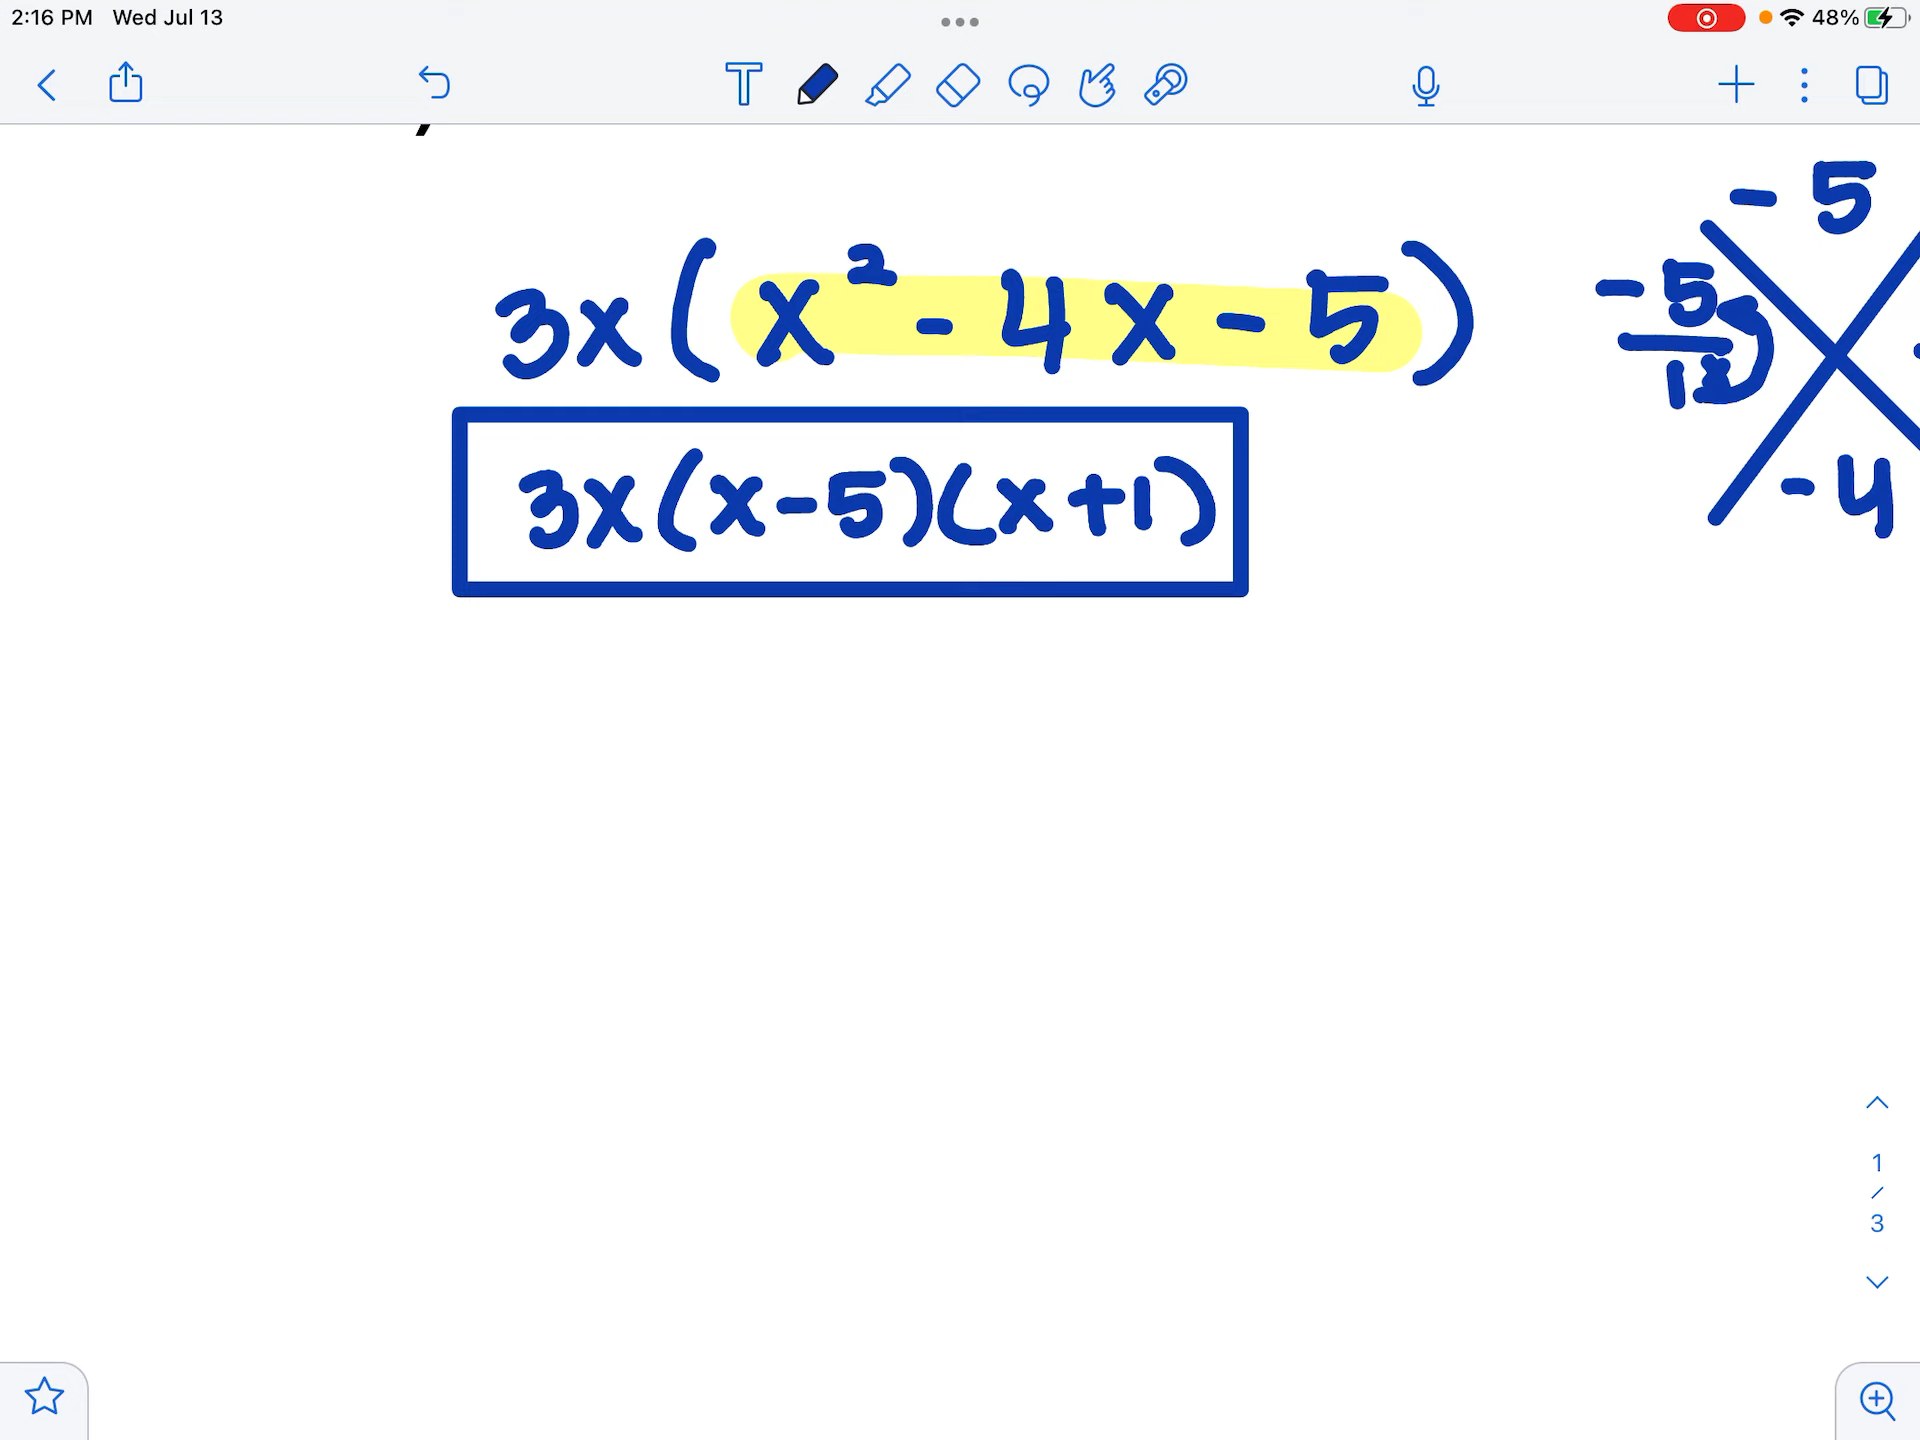 2:16 PM Wed Jul 13
48%
T
3x(x² - 4x - 5)
3x(x-5)(x+1)
- 5
- 5
1x
- 4
1
/
3